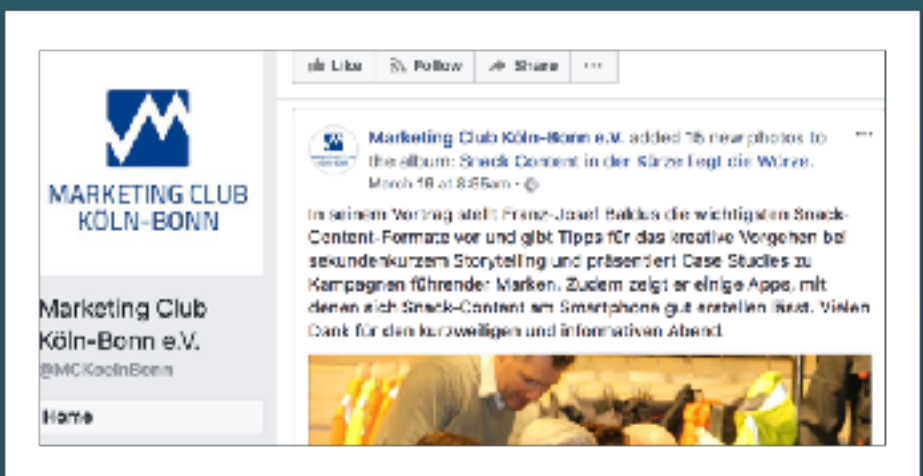 MARKETING CLUB
KÖLN-BONN
Marketing Club
Köln-Bonn e.V.
@MCKoelnBonn
Home
Like Follow Share ...
Marketing Club Köln-Bonn e.V. added 15 new photos to ...
the album: Snack Content in der Kürze liegt die Würze.
March 16 at 8:55am ·
In seinem Vortrag stellt Franz-Josef Baldus die wichtigsten Snack-
Content-Formate vor und gibt Tipps für das kreative Vorgehen bei
sekundenkurzem Storytelling und präsentiert Case Studies zu
Kampagnen führender Marken. Zudem zeigt er einige Apps, mit
denen sich Snack-Content am Smartphone gut erstellen lässt. Vielen
Dank für den kurzweiligen und informativen Abend.